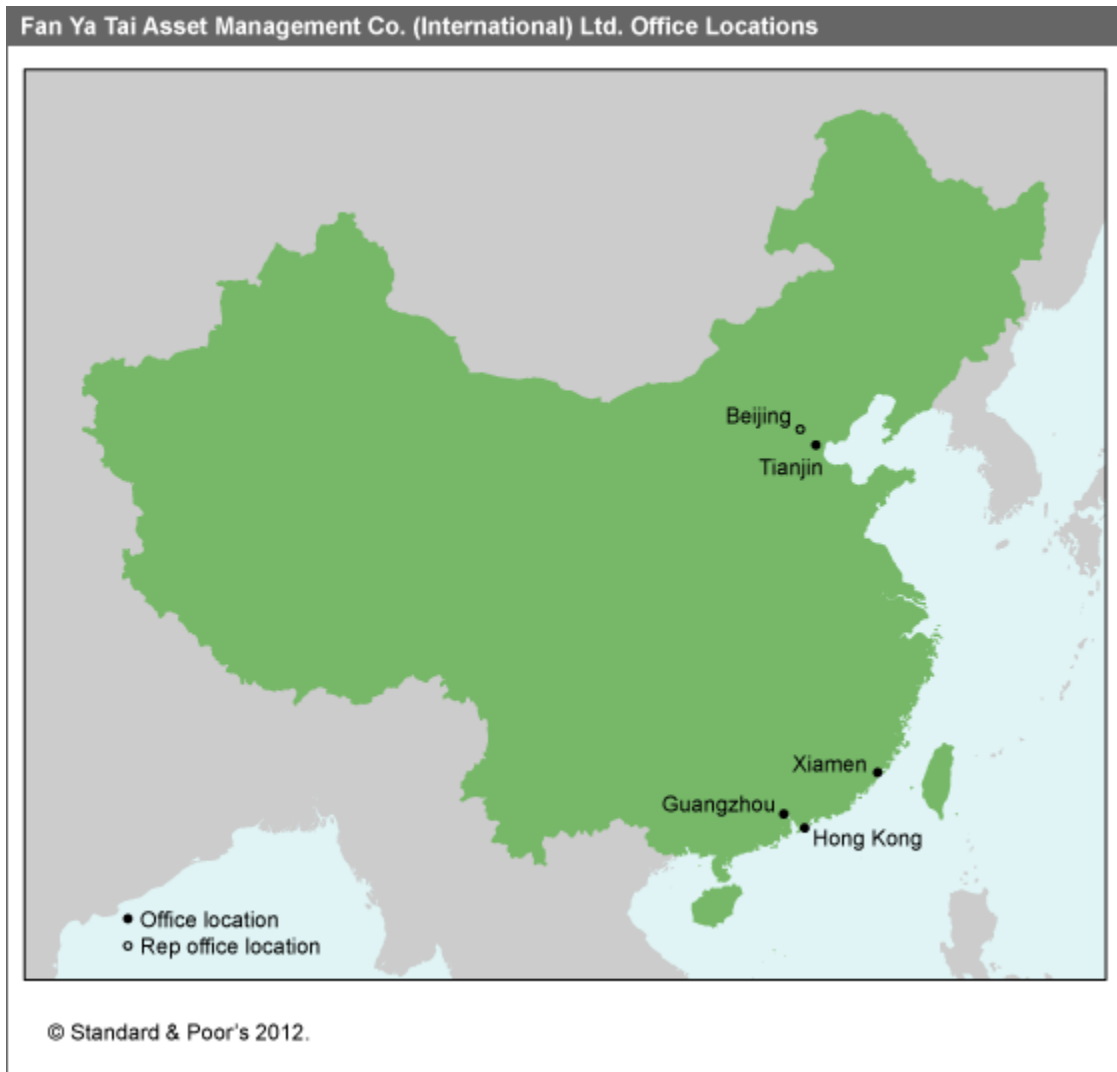 Fan Ya Tai Asset Management Co. (International) Ltd. Office Locations
Beijing
Tianjin
Xiamen
Guangzhou
Hong Kong
Office location
Rep office location
© Standard & Poor's 2012.